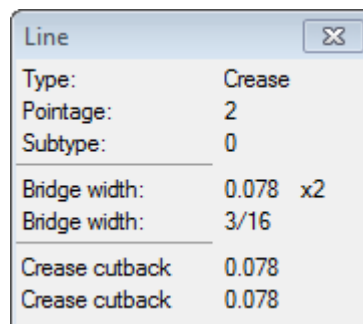 Line
Type: Crease
Pointage: 2
Subtype: 0
Bridge width: 0.078 x2
Bridge width: 3/16
Crease cutback 0.078
Crease cutback 0.078